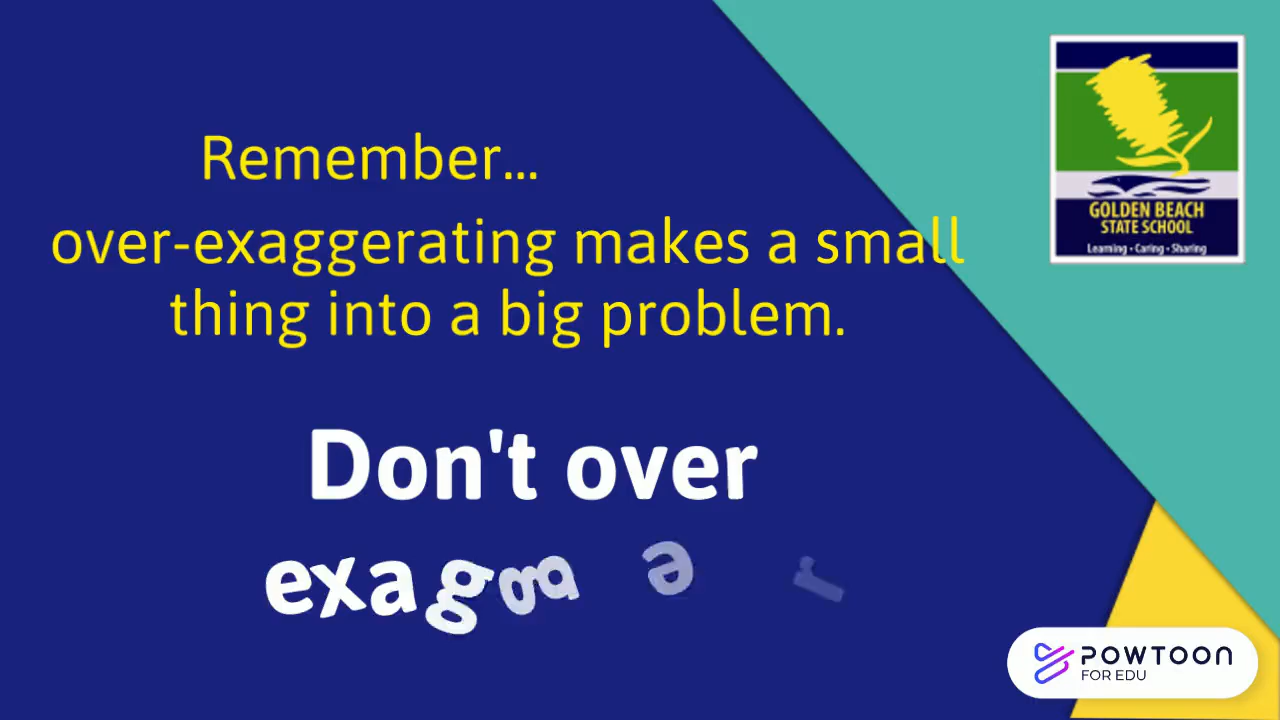 Remember...
over-exaggerating makes a small
thing into a big problem.
Don't over
exagger
GOLDEN BEACH
STATE SCHOOL
Learning • Caring • Sharing
POWTOON
FOR EDU